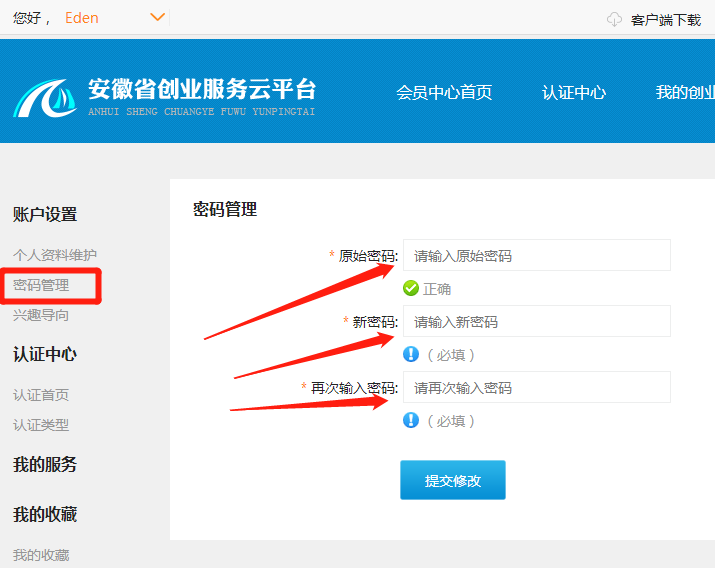 您好， Eden
客户端下载
安徽省创业服务云平台
ANHUI SHENG CHUANGYE FUWU YUNPINGTAI
会员中心首页 认证中心 我的创业
账户设置
个人资料维护
密码管理
兴趣导向
认证中心
认证首页
认证类型
我的服务
我的收藏
我的收藏
密码管理
* 原始密码: 请输入原始密码
正确
* 新密码: 请输入新密码
（ 必填 ）
* 再次输入密码: 请再次输入密码
（ 必填 ）
提交修改